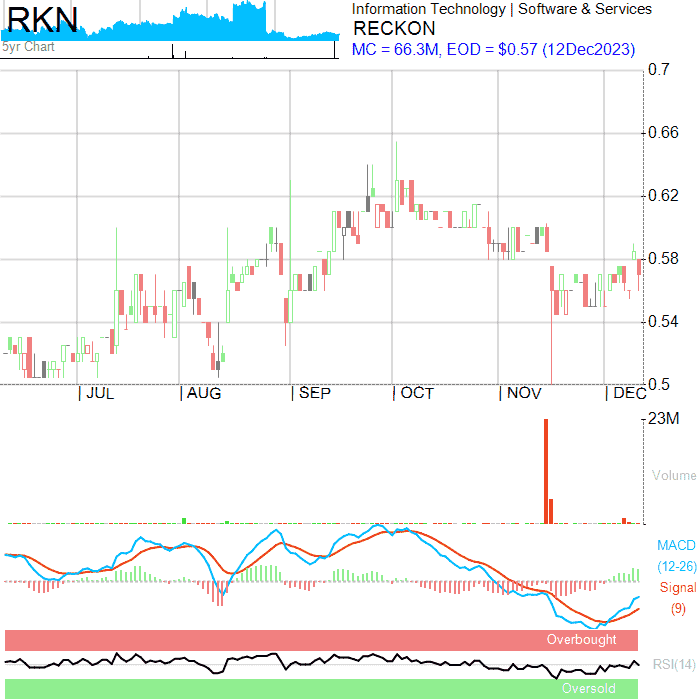 RKN
5yr Chart
Information Technology | Software & Services
RECKON
MC = 66.3M, EOD = $0.57 (12Dec2023)
0.7
0.66
0.62
0.58
0.54
0.5
JUL
AUG
SEP
OCT
NOV
DEC
23M
Volume
MACD
(12-26)
Signal
(9)
Overbought
RSI(14)
Oversold